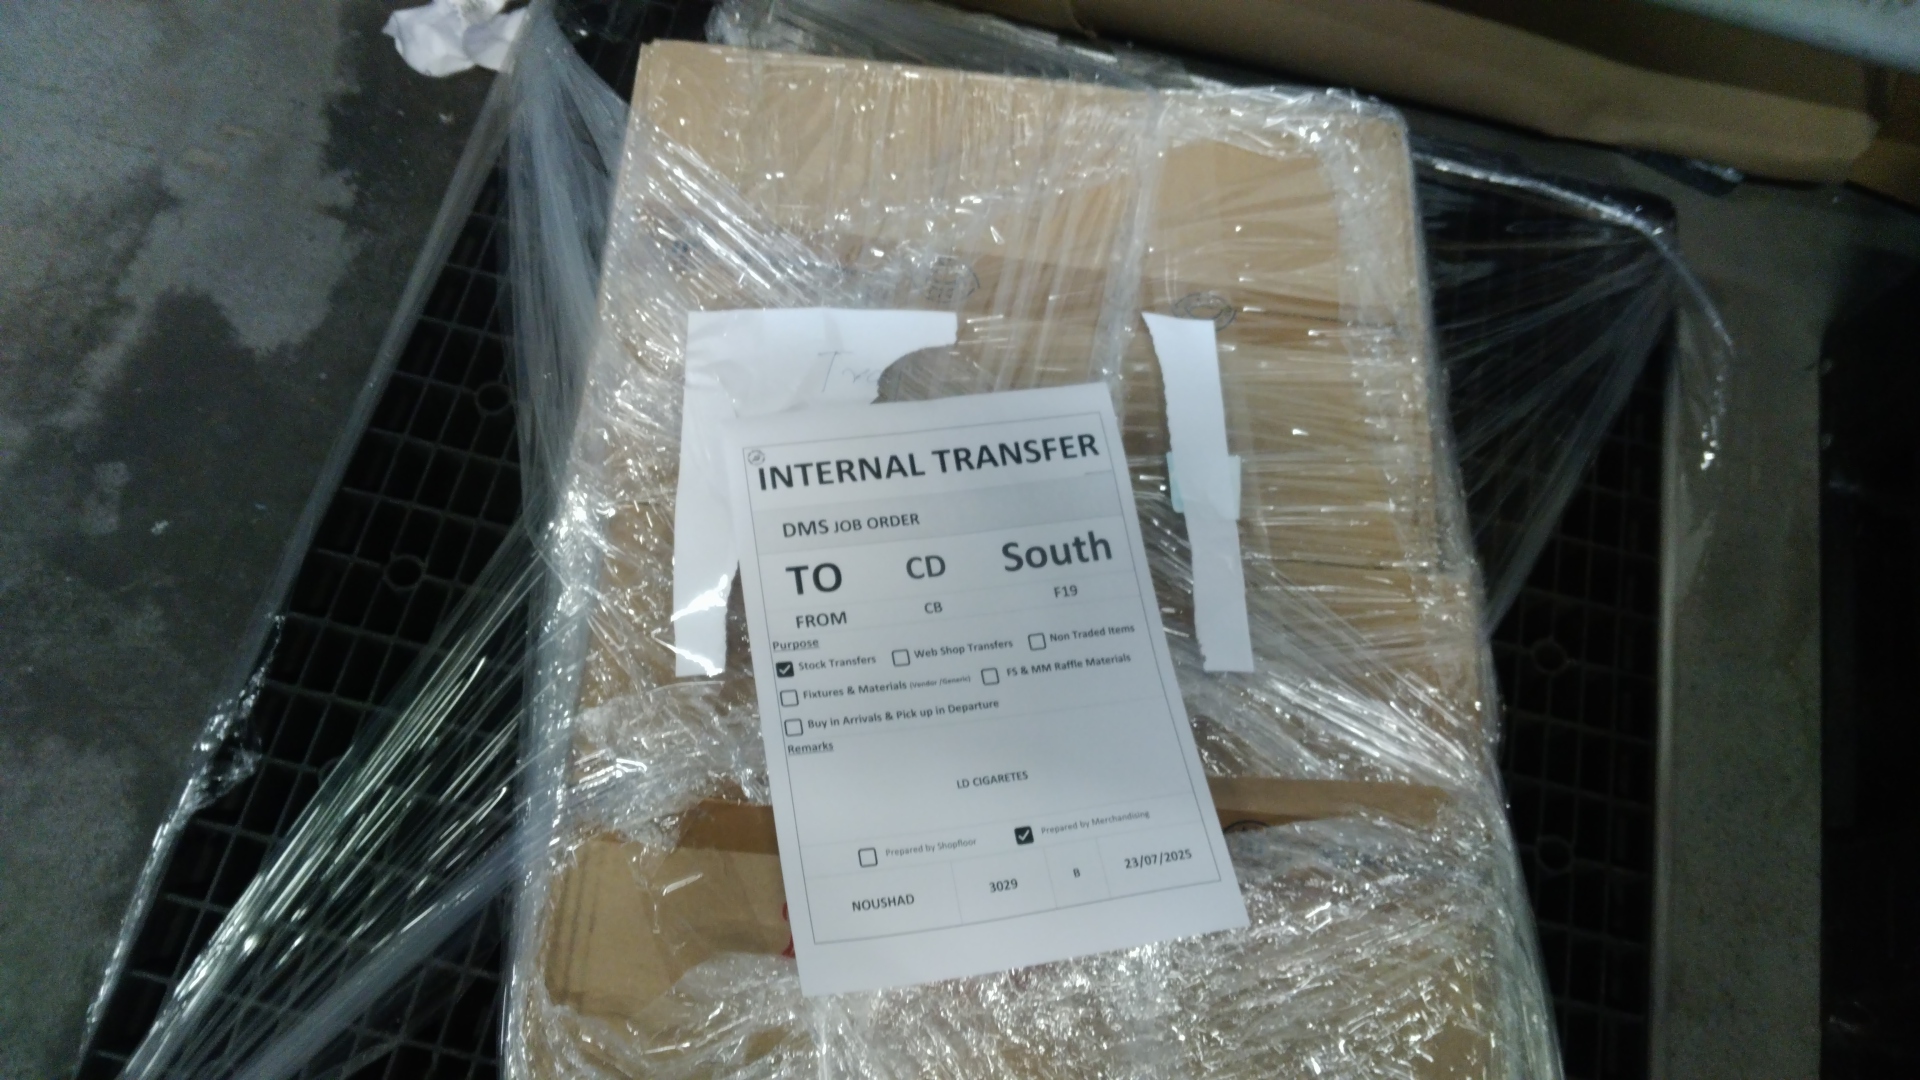 INTERNAL TRANSFER
DMS JOB ORDER
TO CD South
FROM CB F19
Purpose
Stock Transfers Web Shop Transfers Non Traded Items
Fixtures & Materials (Vendor /Generic) FS & MM Raffle Materials
Buy in Arrivals & Pick up in Departure
Remarks
LD CIGARETES
Prepared by Shopfloor Prepared by Merchandising
NOUSHAD 3029 B 23/07/2025